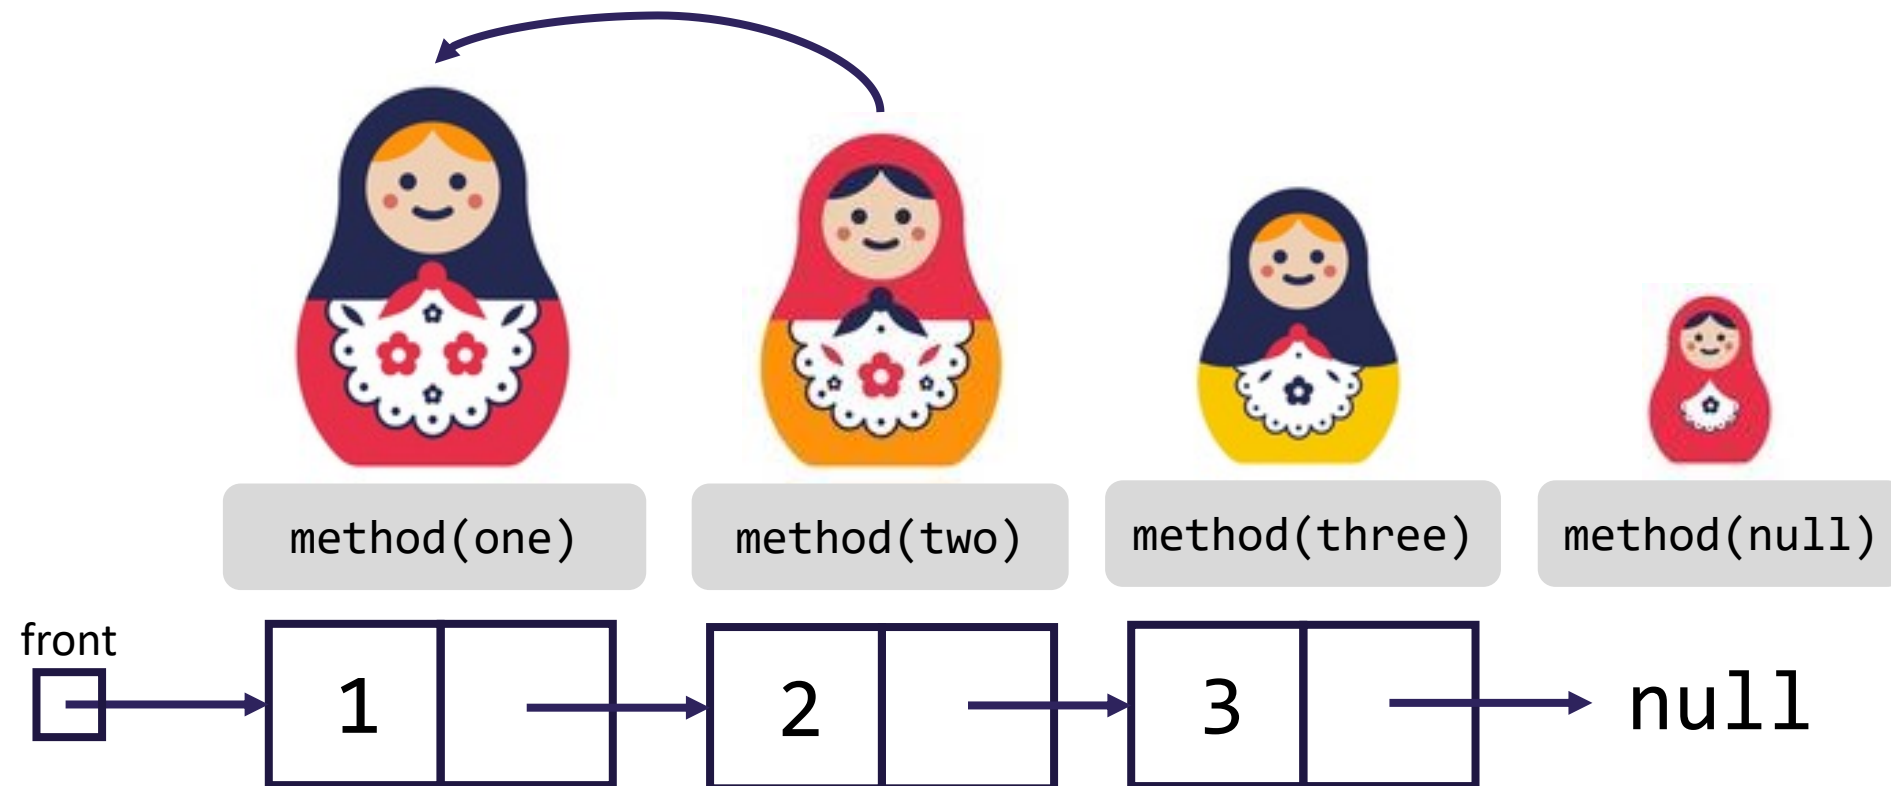 method(one)
method(two)
method(three)
method(null)
front
1
2
3
null